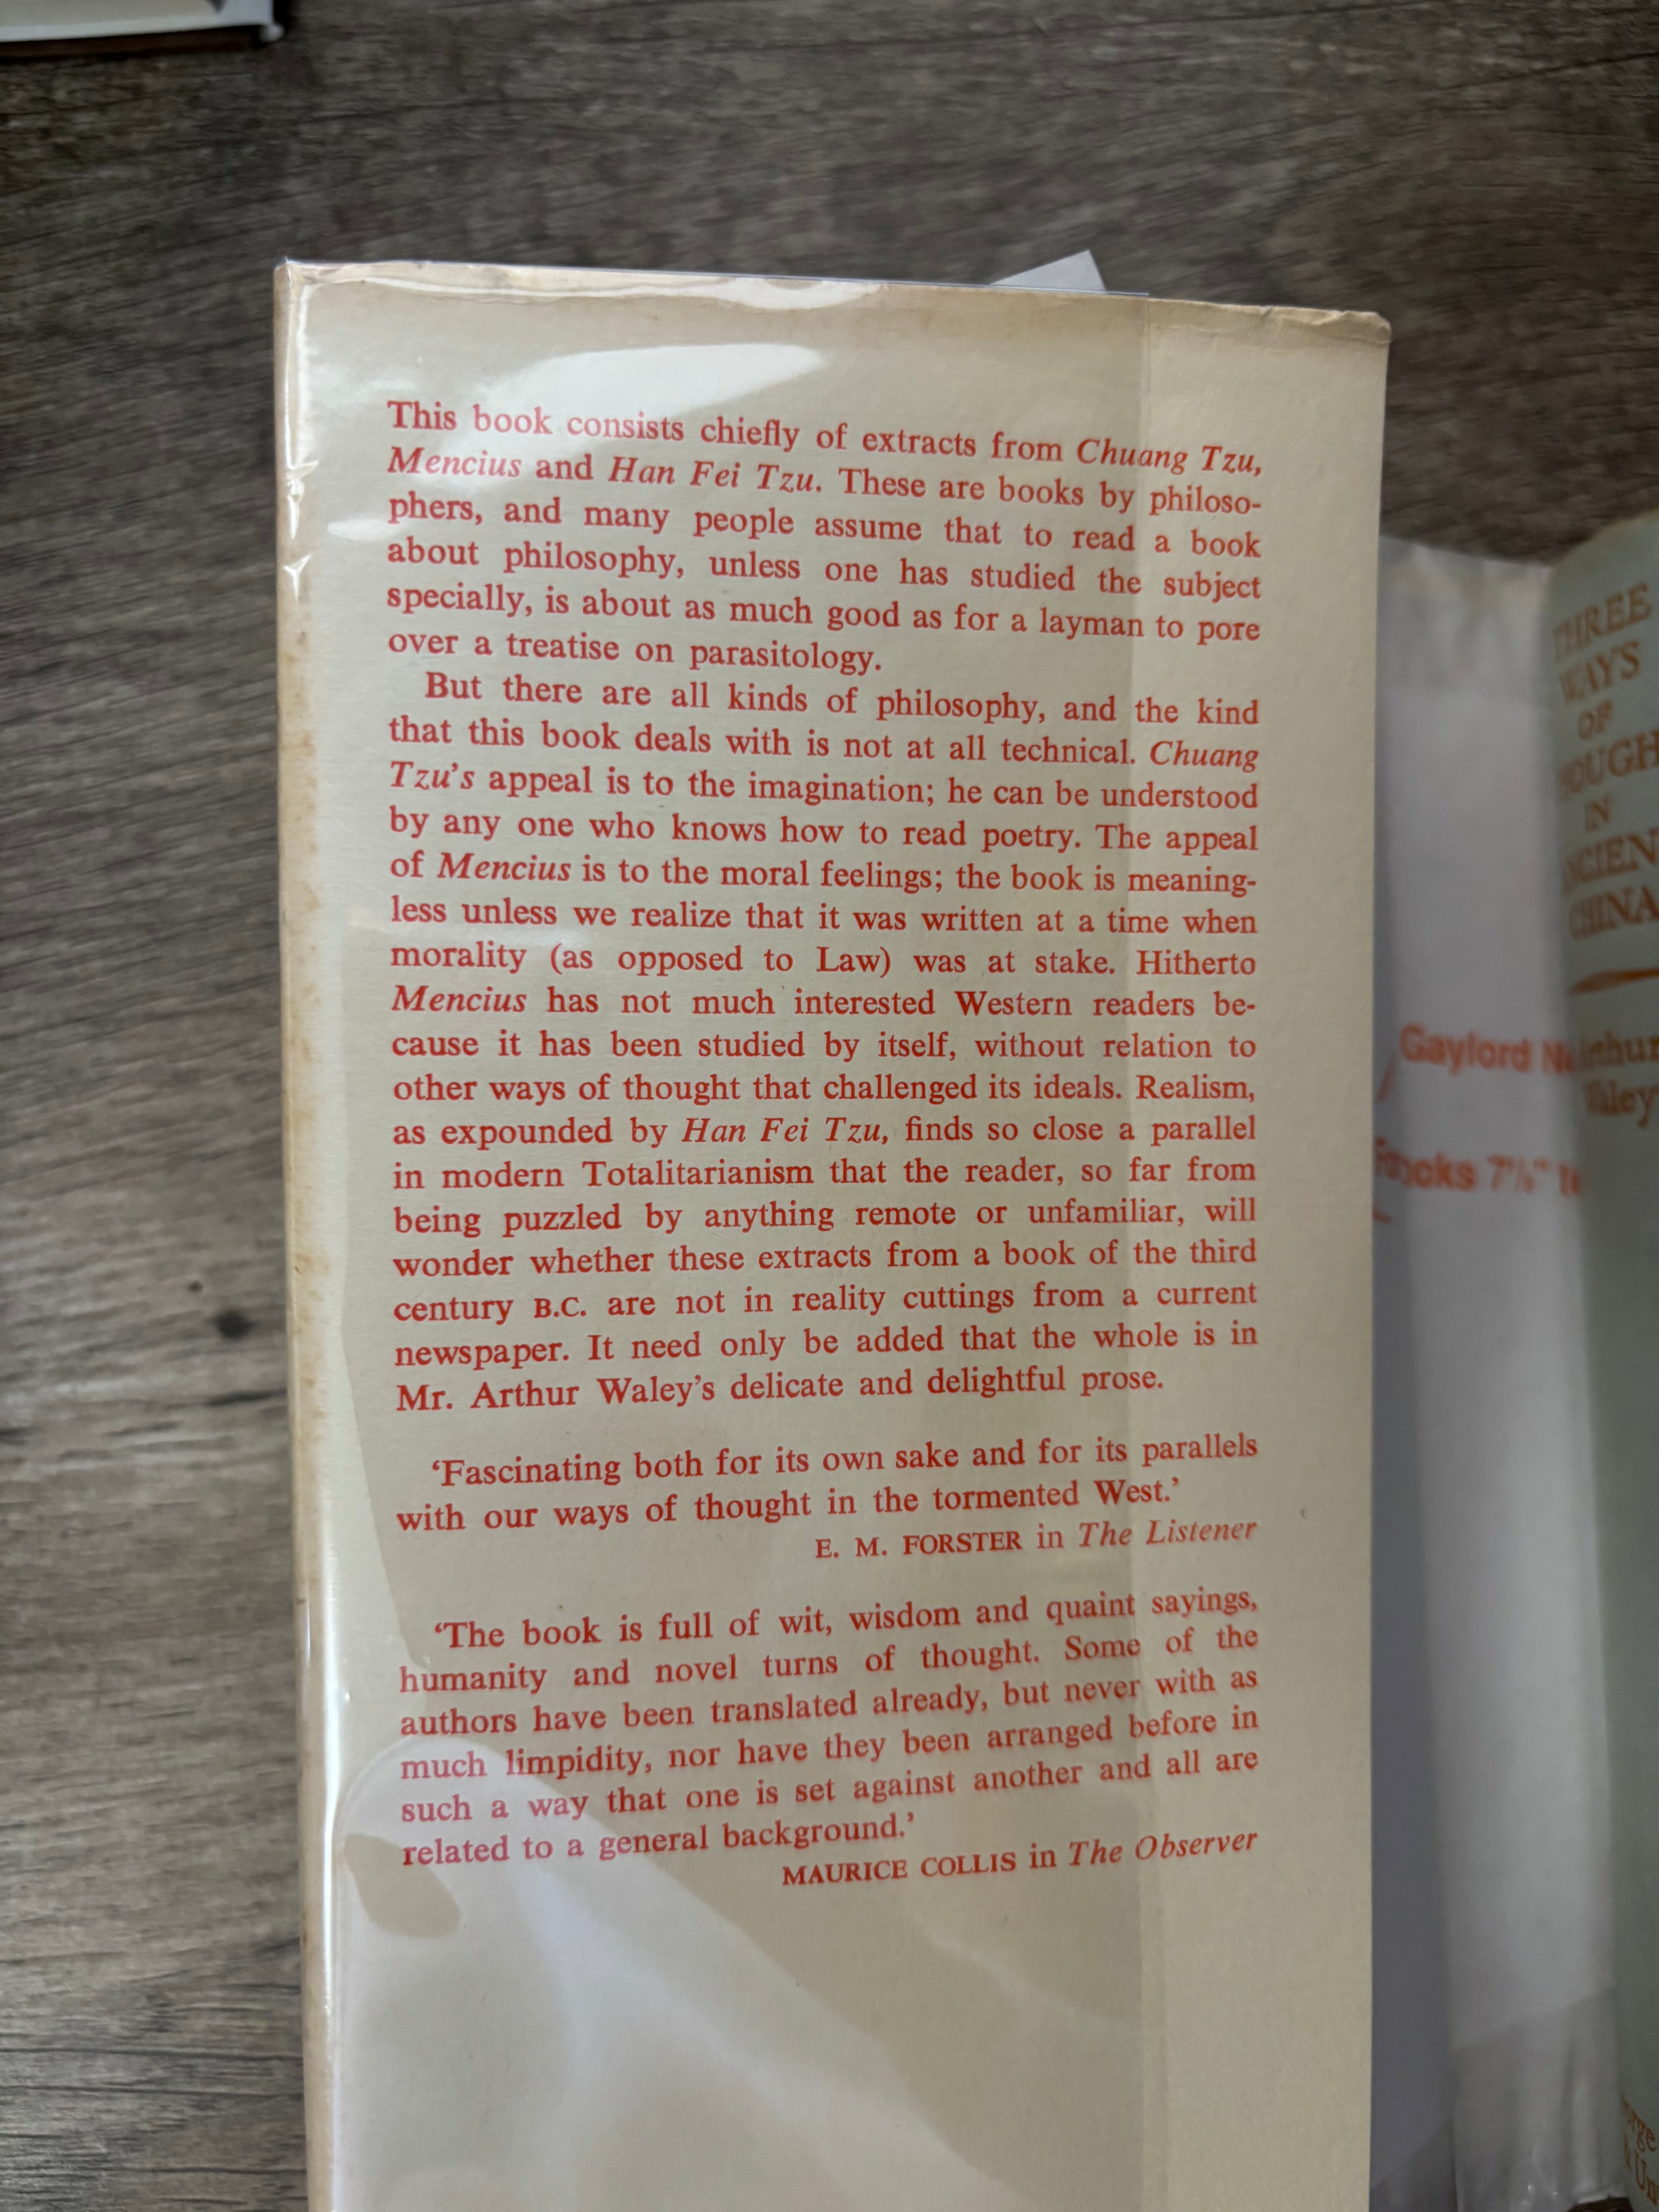 This book consists chiefly of extracts from Chuang Tzu,
Mencius and Han Fei Tzu. These are books by philoso-
phers, and many people assume that to read a book
about philosophy, unless one has studied the subject
specially, is about as much good as for a layman to pore
over a treatise on parasitology.
But there are all kinds of philosophy, and the kind
that this book deals with is not at all technical. Chuang
Tzu's appeal is to the imagination; he can be understood
by any one who knows how to read poetry. The appeal
of Mencius is to the moral feelings; the book is meaning-
less unless we realize that it was written at a time when
morality (as opposed to Law) was at stake. Hitherto
Mencius has not much interested Western readers be-
cause it has been studied by itself, without relation to
other ways of thought that challenged its ideals. Realism,
as expounded by Han Fei Tzu, finds so close a parallel
in modern Totalitarianism that the reader, so far from
being puzzled by anything remote or unfamiliar, will
wonder whether these extracts from a book of the third
century B.C. are not in reality cuttings from a current
newspaper. It need only be added that the whole is in
Mr. Arthur Waley's delicate and delightful prose.
‘Fascinating both for its own sake and for its parallels
with our ways of thought in the tormented West.’
E. M. FORSTER in The Listener
‘The book is full of wit, wisdom and quaint sayings,
humanity and novel turns of thought. Some of the
authors have been translated already, but never with as
much limpidity, nor have they been arranged before in
such a way that one is set against another and all are
related to a general background.’
MAURICE COLLIS in The Observer
Gaylord
THREE
WAYS
OF
IN
CHINA